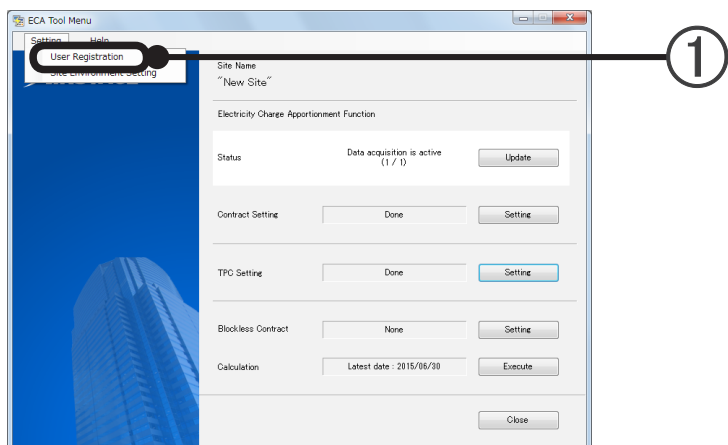 ECA Tool Menu
Setting Help
User Registration
Site Environment Setting
1
Site Name
"New Site"
Electricity Charge Apportionment Function
Status
Data acquisition is active
(1 / 1)
Update
Contract Setting
Done
Setting
TPG Setting
Done
Setting
Blockless Contract
None
Setting
Calculation
Latest date : 2015/06/30
Execute
Close